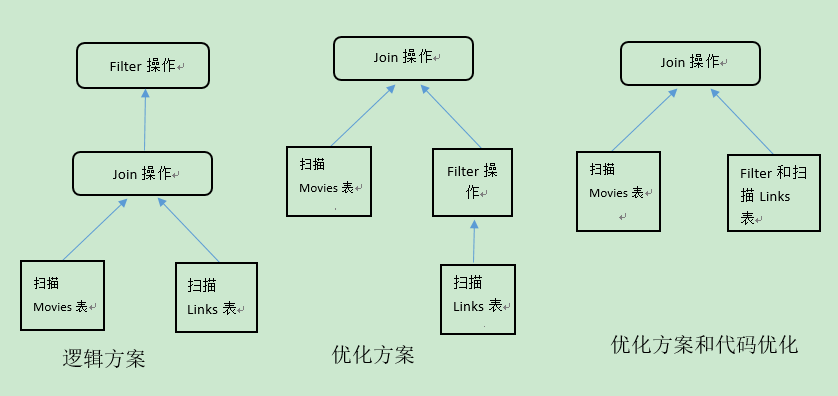 Filter 操作
Join 操作
扫描
Movies 表
扫描
Links 表
逻辑方案
Join 操作
扫描
Movies 表
Filter 操
作
扫描
Links 表
优化方案
Join 操作
扫描
Movies 表
Filter 和扫
描 Links
表
优化方案和代码优化